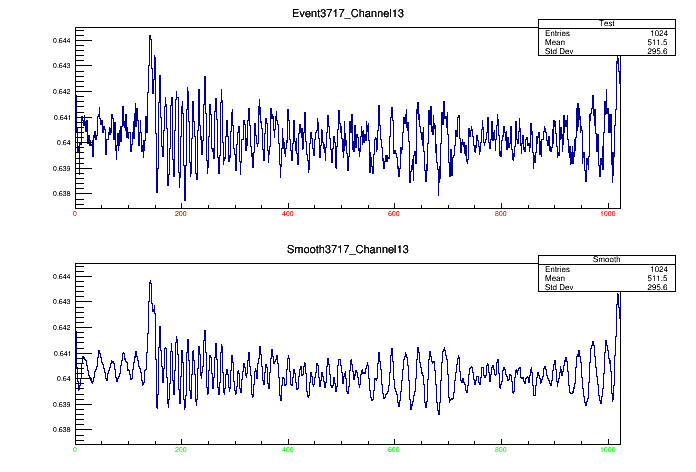 Event3717_Channel13
Test
Entries 1024
Mean 511.5
Std Dev 295.6
0.644
0.643
0.642
0.641
0.64
0.639
0.638
0 200 400 600 800 1000
Smooth3717_Channel13
Smooth
Entries 1024
Mean 511.5
Std Dev 295.6
0.644
0.643
0.642
0.641
0.64
0.639
0.638
0 200 400 600 800 1000